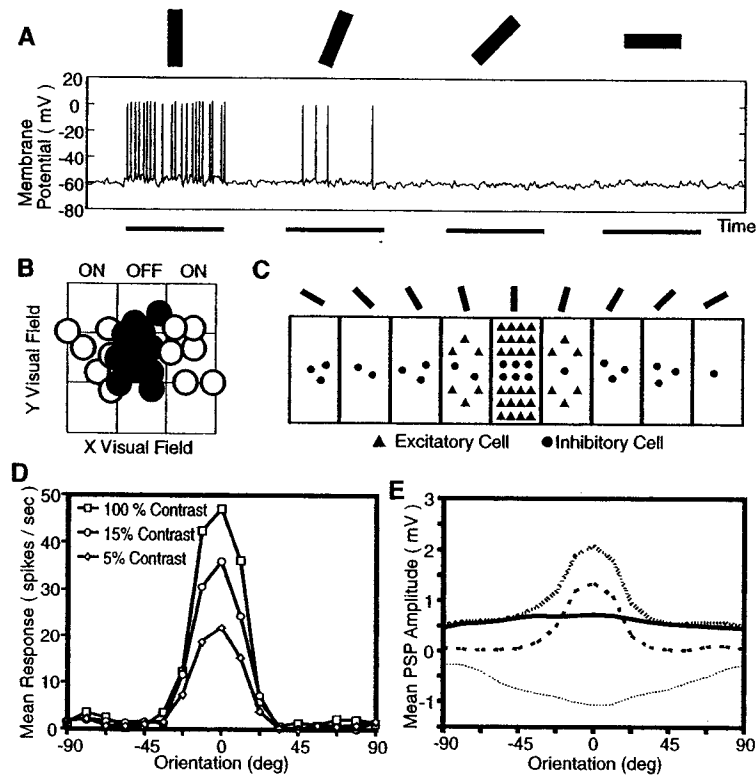 A
Membrane
Potential ( mV )
20
0
-20
-40
-60
-80
Time
B
ON OFF ON
Y Visual Field
X Visual Field
C
▲ Excitatory Cell ●Inhibitory Cell
D
Mean Response ( spikes / sec )
50
40
30
20
10
0
100 % Contrast
15% Contrast
5% Contrast
-90 -45 0 45 90
Orientation (deg)
E
Mean PSP Amplitude ( mV )
3
2
1
0
-1
-90 -45 0 45 90
Orientation (deg)